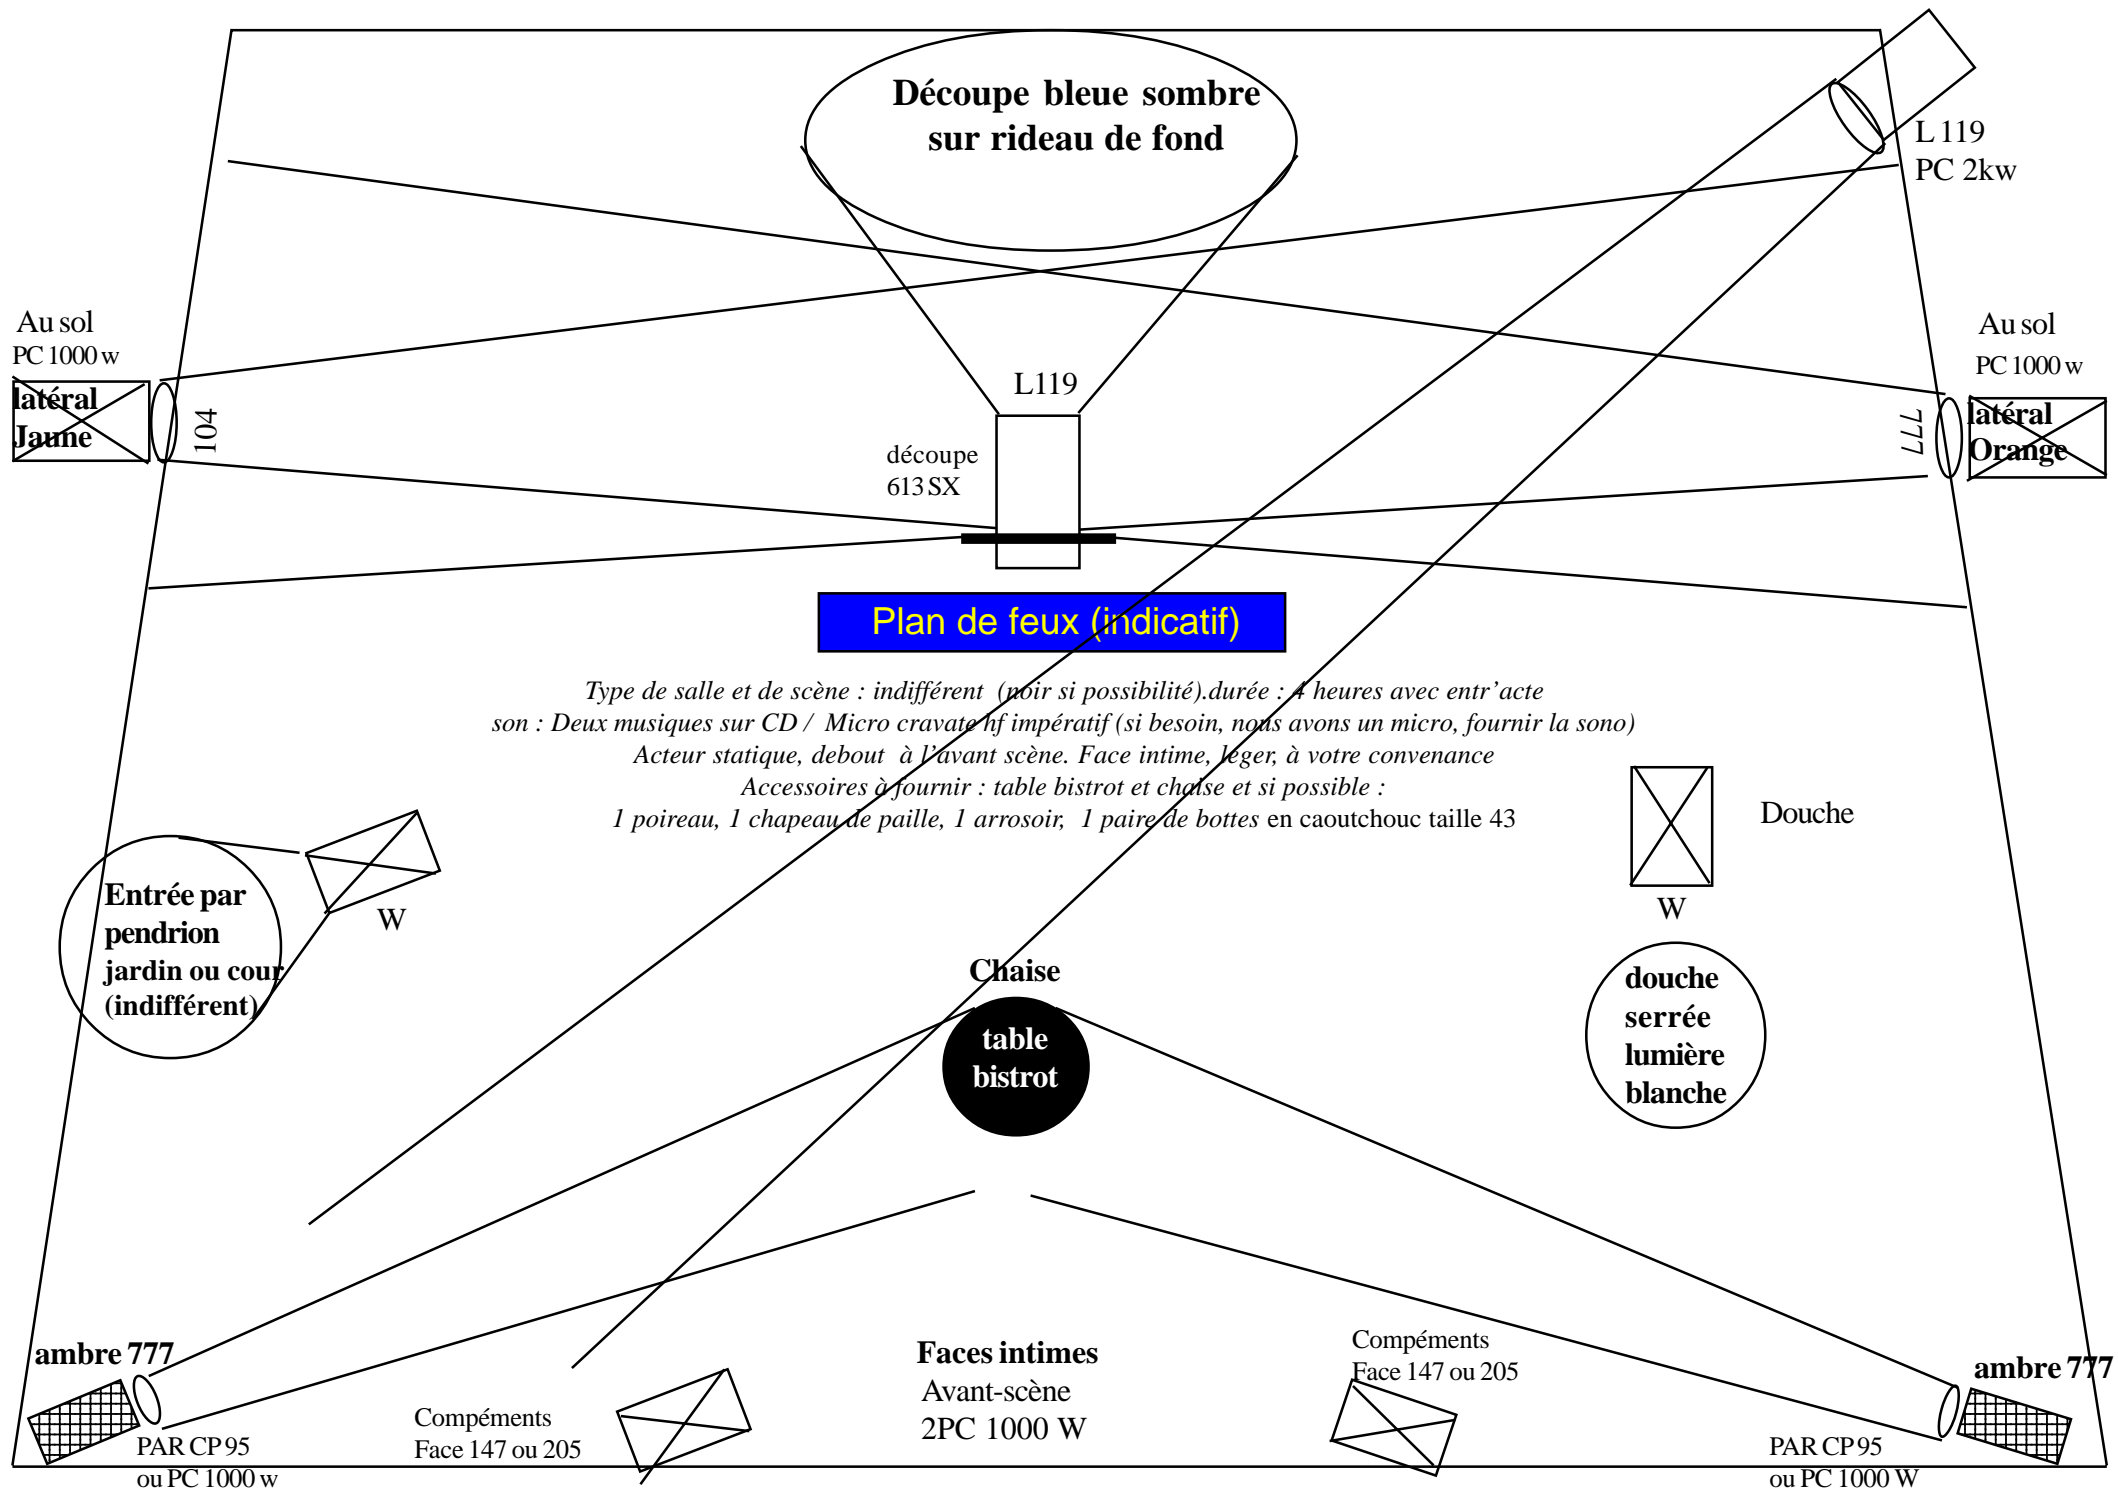 Découpe bleue sombre
sur rideau de fond
L 119
PC 2kw
Au sol
PC 1000 w
latéral
Jaune
104
L119
découpe
613 SX
Au sol
PC 1000 w
777
latéral
Orange
Plan de feux (indicatif)
Type de salle et de scène : indifférent (noir si possibilité).durée : 4 heures avec entr'acte
son : Deux musiques sur CD / Micro cravate hf impératif (si besoin, nous avons un micro, fournir la sono)
Acteur statique, debout à l'avant scène. Face intime, léger, à votre convenance
Accessoires à fournir : table bistrot et chaise et si possible :
1 poireau, 1 chapeau de paille, 1 arrosoir, 1 paire de bottes en caoutchouc taille 43
Entrée par
pendrion
jardin ou cour
(indifférent)
W
Douche
W
douche
serrée
lumière
blanche
Chaise
table
bistrot
ambre 777
PAR CP 95
ou PC 1000 w
Compéments
Face 147 ou 205
Faces intimes
Avant-scène
2PC 1000 W
Compéments
Face 147 ou 205
ambre 777
PAR CP 95
ou PC 1000 W